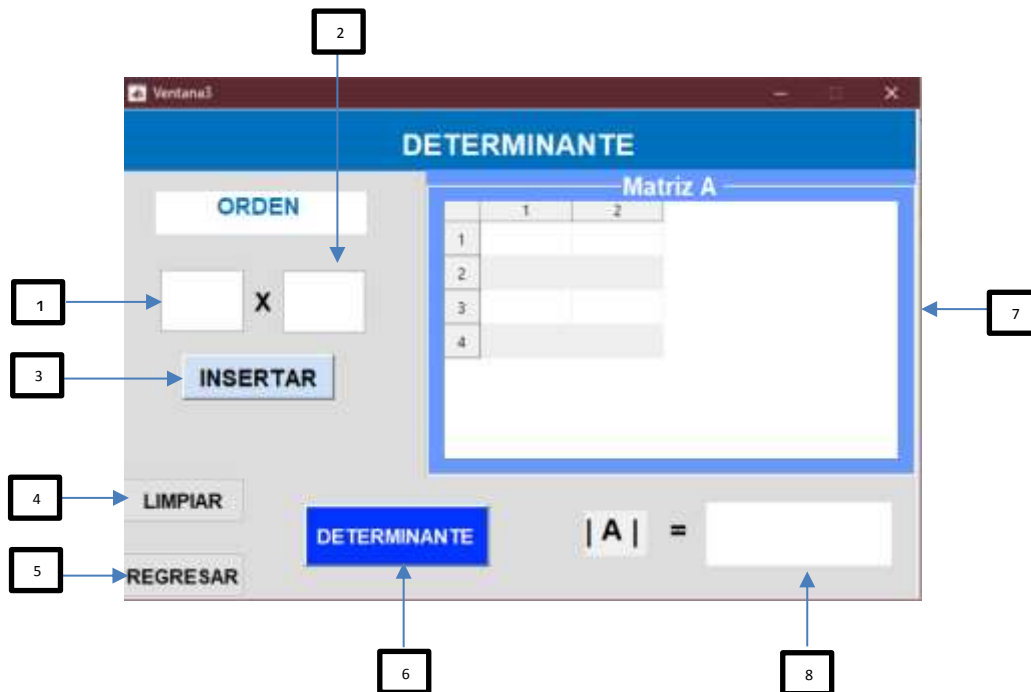 2
Ventana3
DETERMINANTE
Matriz A
ORDEN
1 2
1
2
3
4
1
X
7
3
INSERTAR
4
LIMPIAR
DETERMINANTE
| A | =
5
REGRESAR
6
8